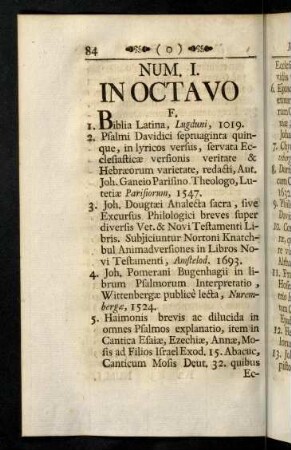 84 (o)
NUM. I.
IN OCTAVO
F.
1. Biblia Latina, Lugduni, 1019.
2. Psalmi Davidici septuaginta quin-
que, in lyricos versus, servata Ec-
clesiasticæ versionis veritate &
Hebræorum varietate, redacti, Aut.
Joh. Ganeio Parisino. Theologo, Lu-
tetiæ Parisiorum, 1547.
3. Joh. Dougtæi Analecta sacra, sive
Excursus Philologici breves super
diversis Vet. & Novi Testamenti Li-
bris. Subjiciuntur Nortoni Knatch-
bul Animadversiones in Libros No-
vi Testamenti, Amstelod. 1693.
4. Joh. Pomerani Bugenhagii in li-
brum Psalmorum Interpretatio,
Wittenbergæ publicè lecta, Nurem-
bergæ, 1524.
5. Haimonis brevis ac dilucida in
omnes Psalmos explanatio, item in
Cantica Esaiæ, Ezechiæ, Annæ, Mo-
sis ad Filios Israel Exod. 15. Abacuc,
Canticum Mosis Deut. 32. quibus
Ec-